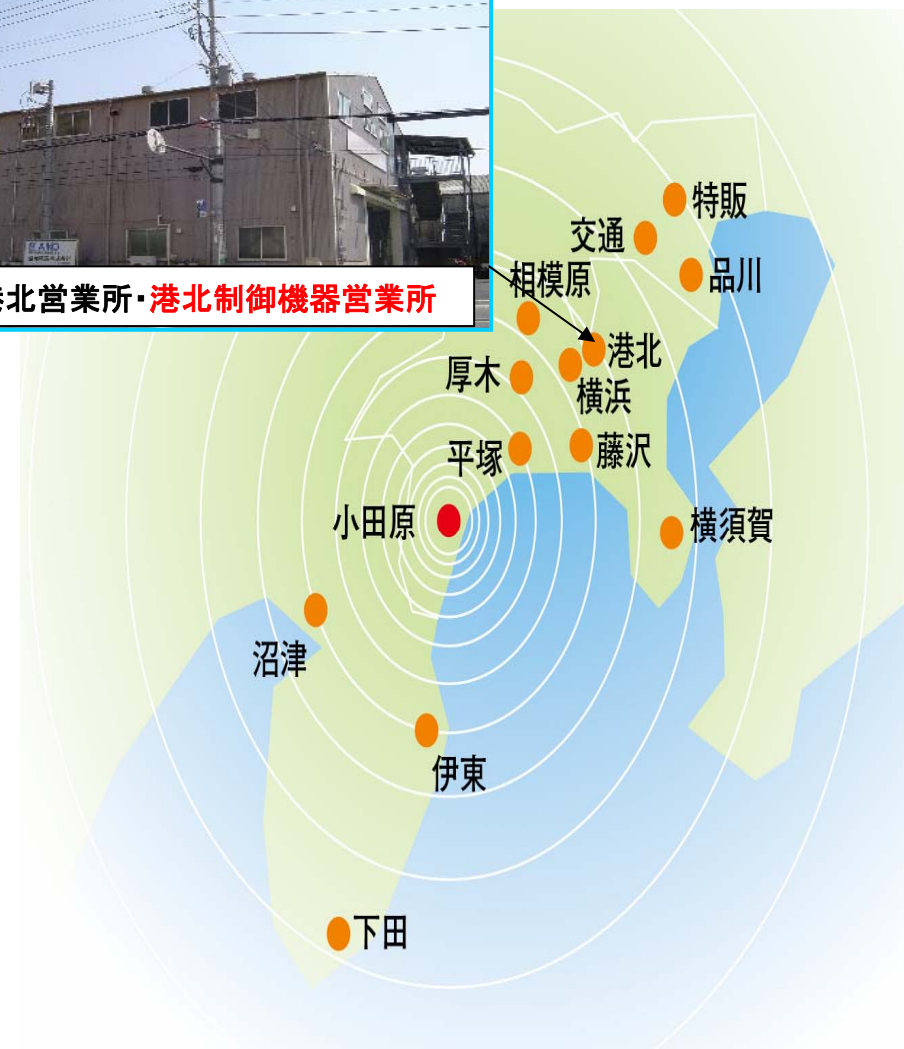 北営業所・港北制御機器営業所
特販
交通
品川
相模原
港北
厚木
横浜
平塚
藤沢
小田原
横須賀
沼津
伊東
下田